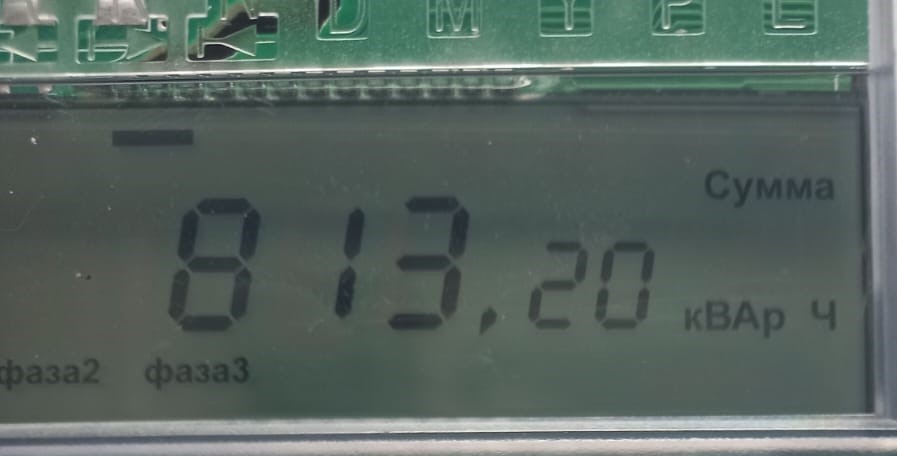 D M Y P E
Сумма
813,20 кВАр Ч
фаза2 фаза3